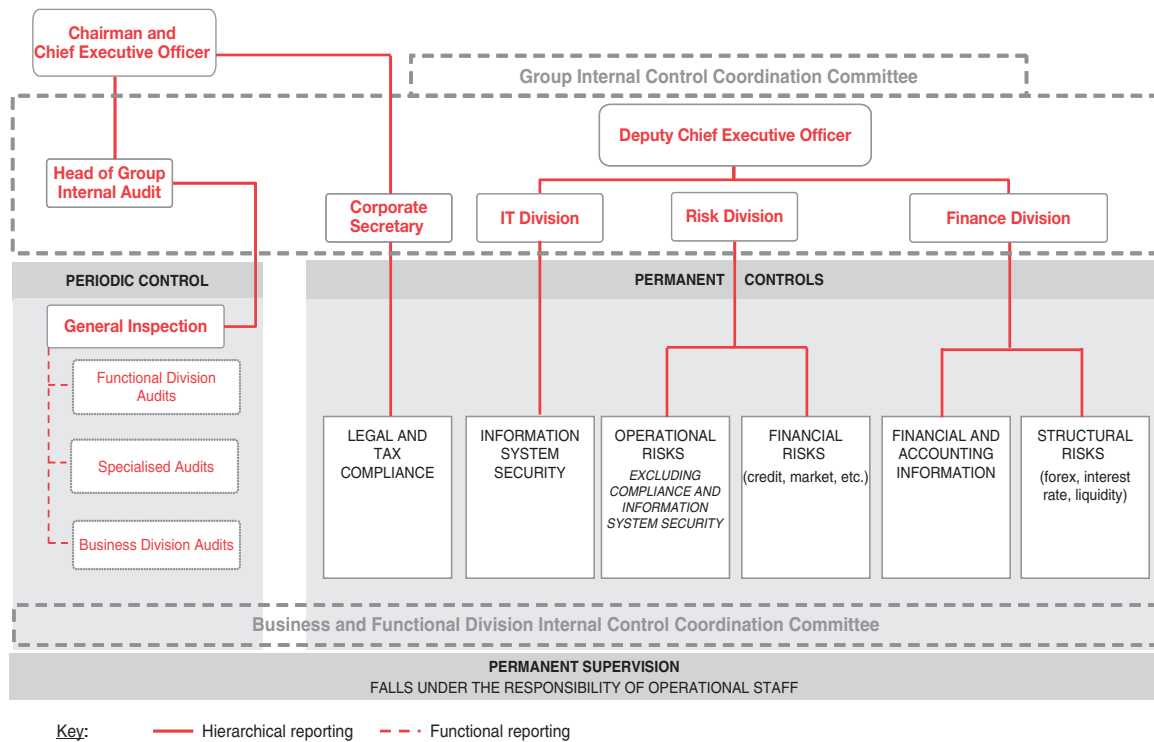 Chairman and
Chief Executive Officer
Group Internal Control Coordination Committee
Deputy Chief Executive Officer
Head of Group
Internal Audit
Corporate
Secretary
IT Division
Risk Division
Finance Division
PERIODIC CONTROL
PERMANENT CONTROLS
General Inspection
Functional Division
Audits
Specialised Audits
Business Division Audits
LEGAL AND
TAX
COMPLIANCE
INFORMATION
SYSTEM
SECURITY
OPERATIONAL
RISKS
EXCLUDING
COMPLIANCE AND
INFORMATION
SYSTEM SECURITY
FINANCIAL
RISKS
(credit, market, etc.)
FINANCIAL AND
ACCOUNTING
INFORMATION
STRUCTURAL
RISKS
(forex, interest
rate, liquidity)
Business and Functional Division Internal Control Coordination Committee
PERMANENT SUPERVISION
FALLS UNDER THE RESPONSIBILITY OF OPERATIONAL STAFF
Key: Hierarchical reporting Functional reporting